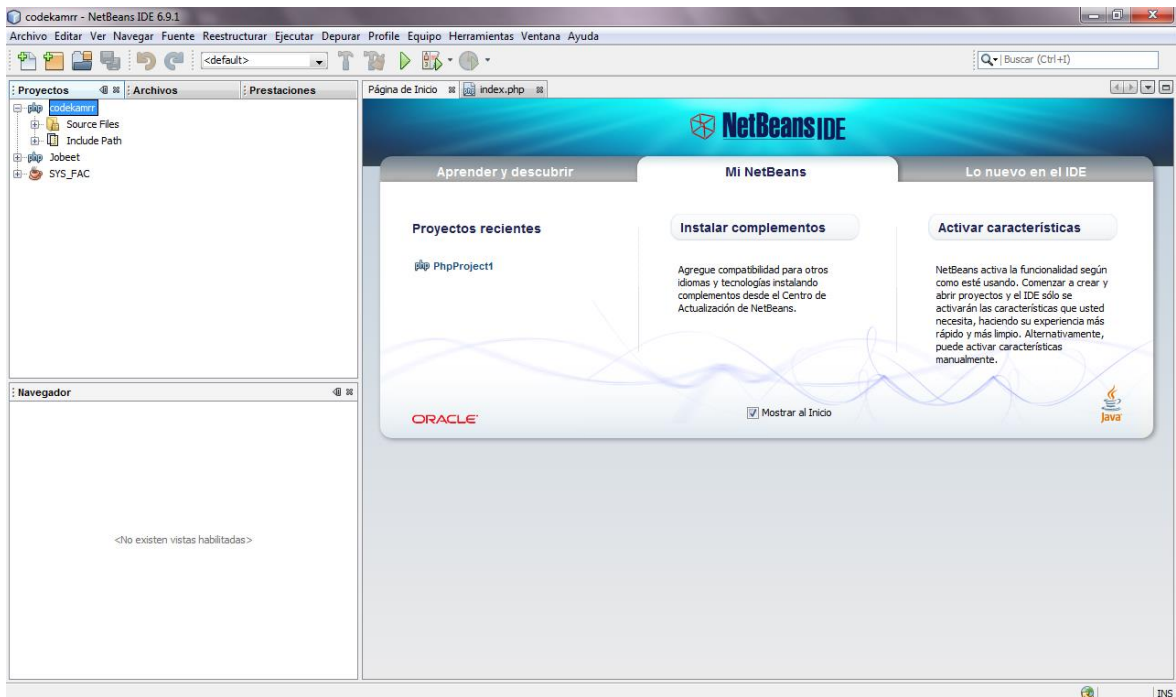 codekamrr - NetBeans IDE 6.9.1
Archivo Editar Ver Navegar Fuente Reestructurar Ejecutar Depurar Profile Equipo Herramientas Ventana Ayuda
<default>
Buscar (Ctrl+I)
Proyectos
Archivos
Prestaciones
codekamrr
Source Files
Include Path
Jobeet
SYS_FAC
Navegador
<No existen vistas habilitadas>
Página de Inicio
index.php
NetBeans IDE
Aprender y descubrir
Mi NetBeans
Lo nuevo en el IDE
Proyectos recientes
PhpProject1
Instalar complementos
Agregue compatibilidad para otros
idiomas y tecnologías instalando
complementos desde el Centro de
Actualización de NetBeans.
Activar características
NetBeans activa la funcionalidad según
como esté usando. Comenzar a crear y
abrir proyectos y el IDE sólo se
activarán las características que usted
necesita, haciendo su experiencia más
rápido y más limpio. Alternativamente,
puede activar características
manualmente.
ORACLE
Mostrar al Inicio
Java
INS